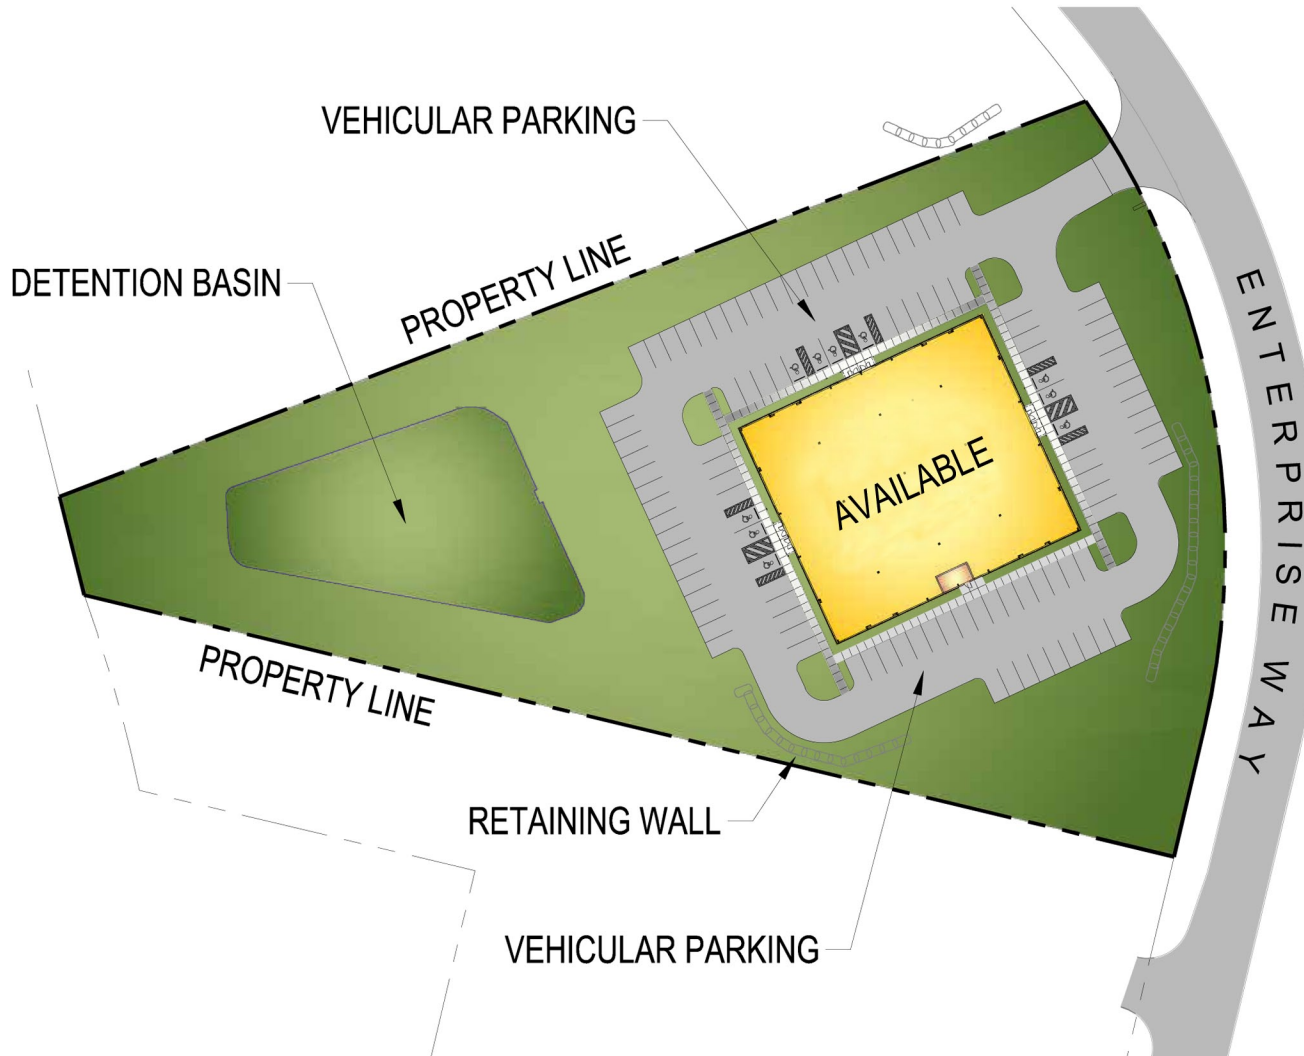 VEHICULAR PARKING
PROPERTY LINE
DETENTION BASIN
ENTERPRISE WAY
AVAILABLE
PROPERTY LINE
RETAINING WALL
VEHICULAR PARKING